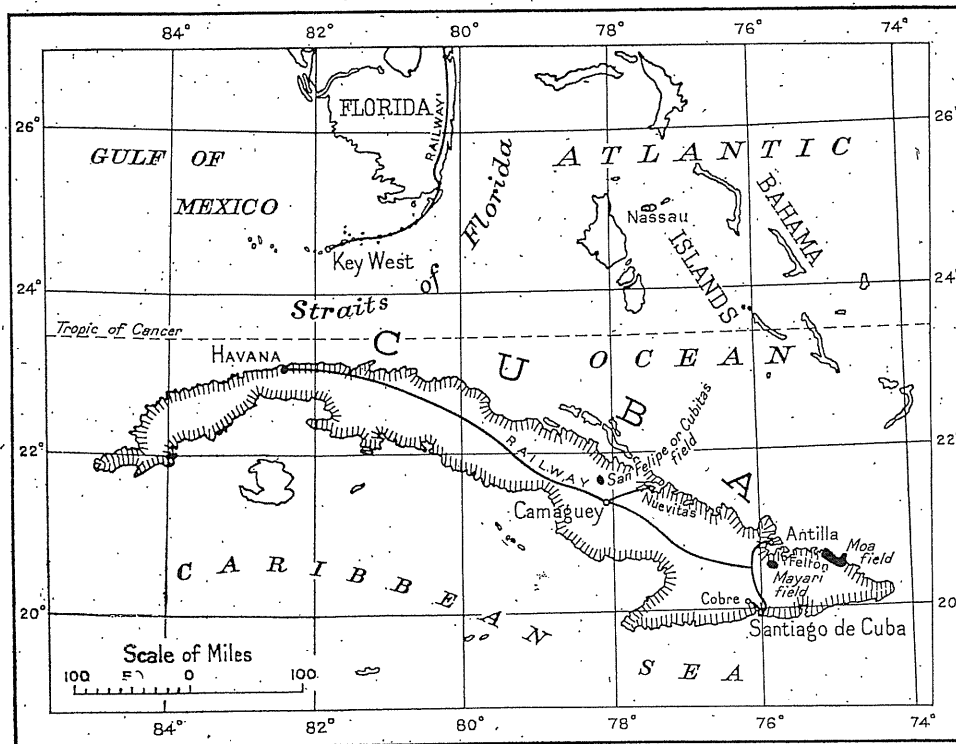 84° 82° 80° 78° 76° 74°
26° 26°
FLORIDA
RAILWAY
GULF OF
MEXICO
Key West
Straits of Florida
ATLANTIC
OCEAN
BAHAMA
ISLANDS
Nassau
24° 24°
Tropic of Cancer
HAVANA
CUBA
RAILWAY
22° 22°
San Felipe or Cubitas
field
Nuevitas
Camaguey
Antilla
Felton
Moa
field
Mayari
field
Cobre
Santiago de Cuba
20° 20°
CARIBBEAN
SEA
Scale of Miles
100 50 0 100
84° 82° 80° 78° 76° 74°